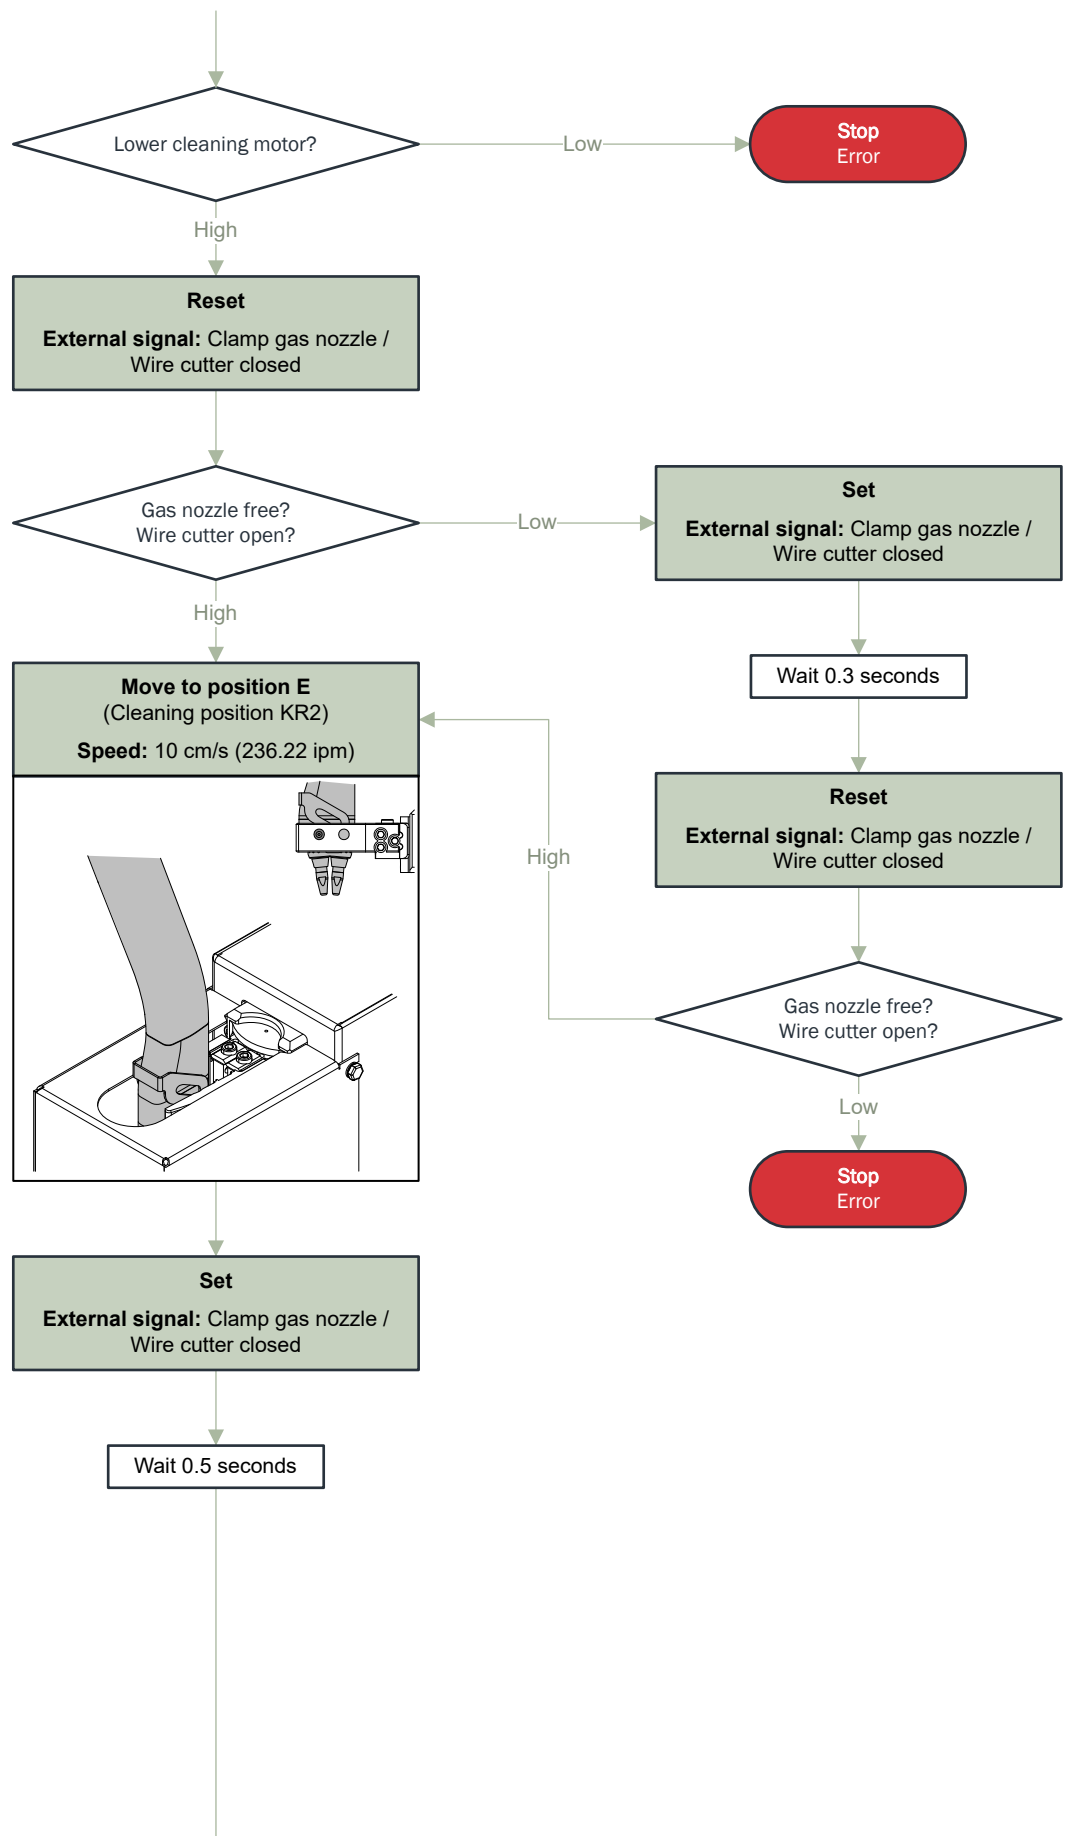 Lower cleaning motor?
Low
Stop
Error
High
Reset
External signal: Clamp gas nozzle /
Wire cutter closed
Gas nozzle free?
Wire cutter open?
Low
Set
External signal: Clamp gas nozzle /
Wire cutter closed
High
Wait 0.3 seconds
Move to position E
(Cleaning position KR2)
Speed: 10 cm/s (236.22 ipm)
Reset
External signal: Clamp gas nozzle /
Wire cutter closed
High
Gas nozzle free?
Wire cutter open?
Low
Stop
Error
Set
External signal: Clamp gas nozzle /
Wire cutter closed
Wait 0.5 seconds